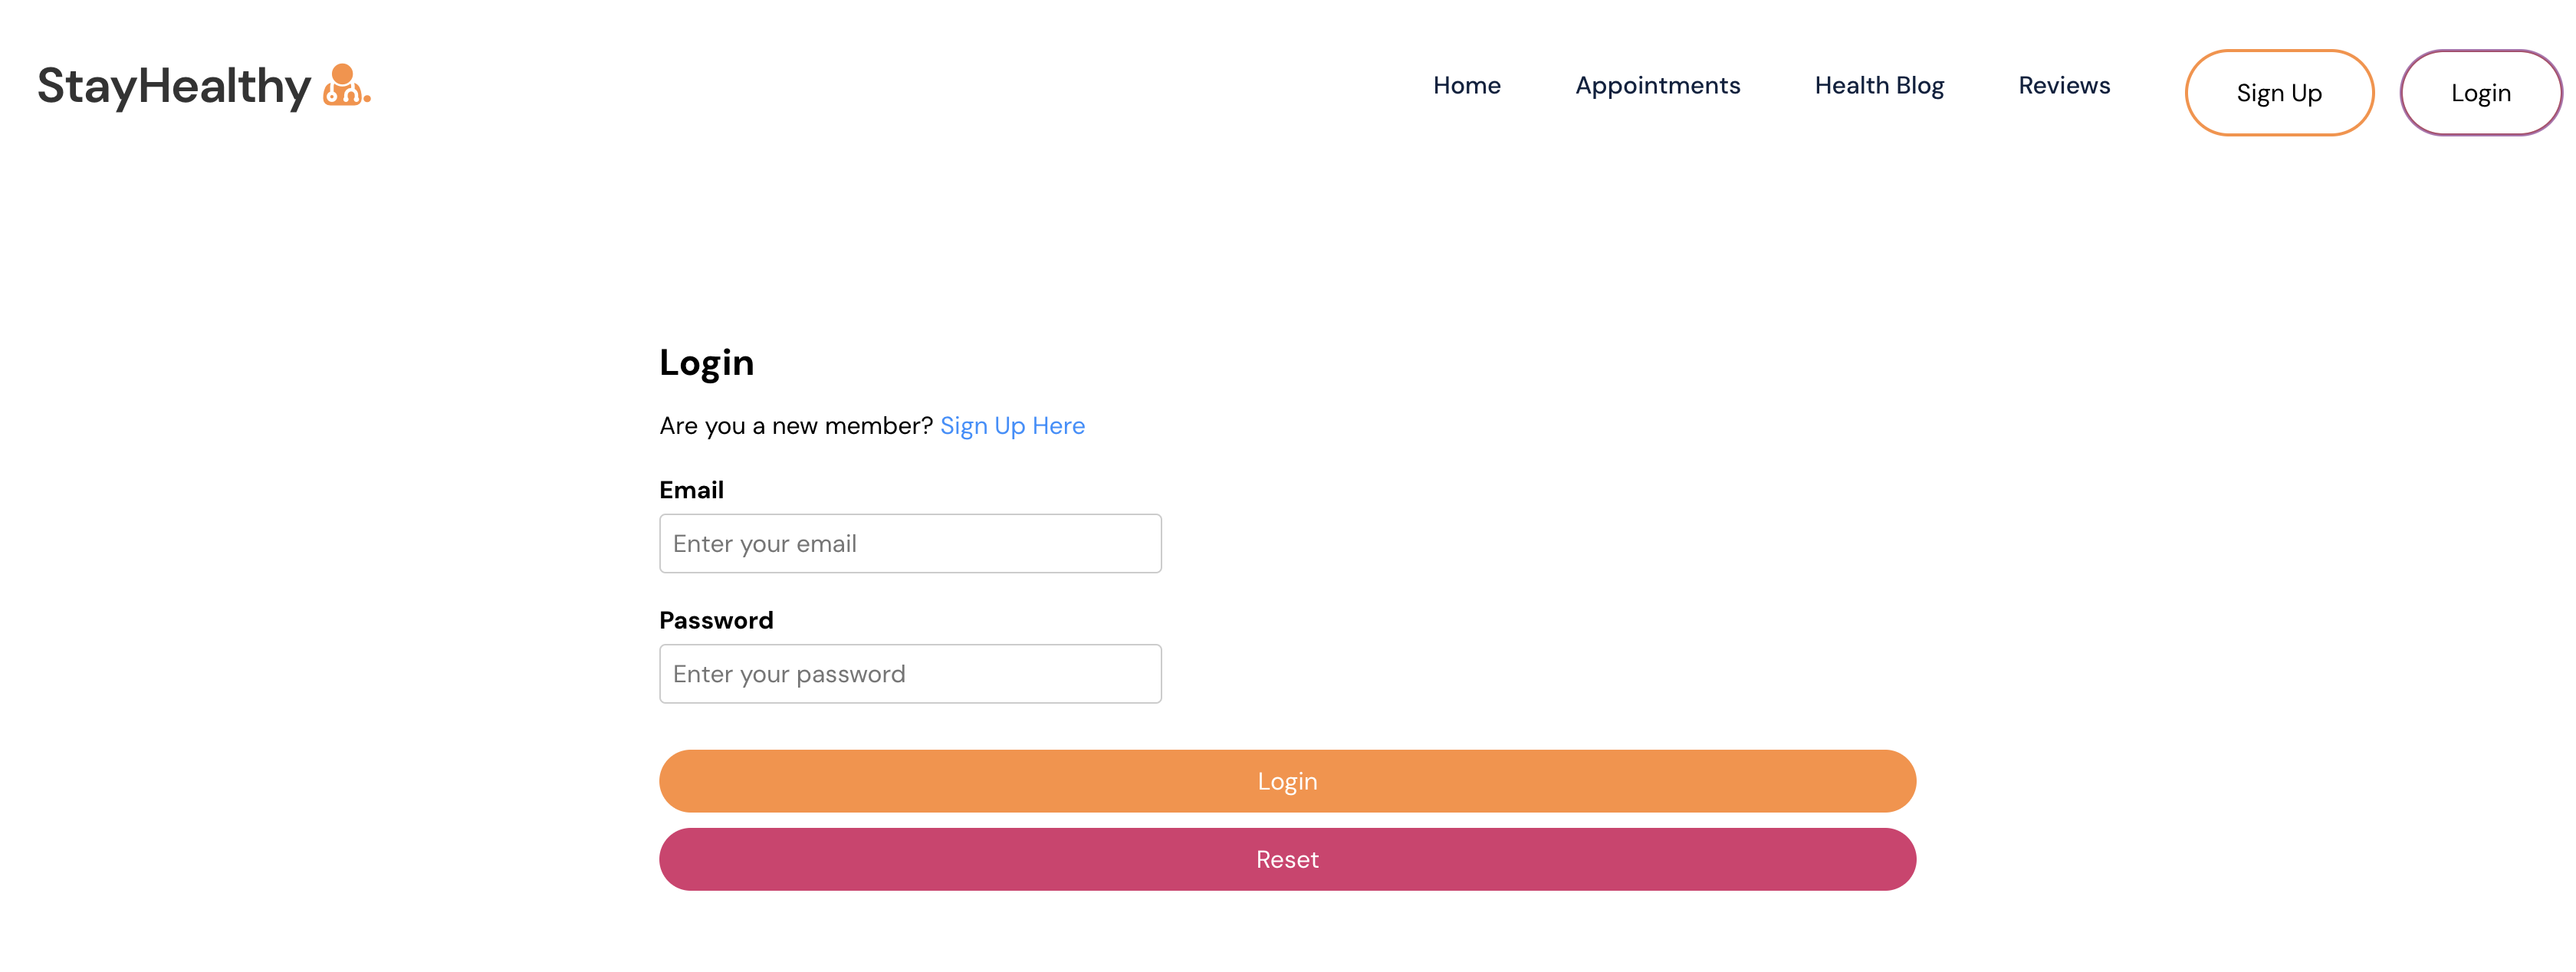 StayHealthy
Home Appointments Health Blog Reviews Sign Up Login
Login
Are you a new member? Sign Up Here
Email
Enter your email
Password
Enter your password
Login
Reset